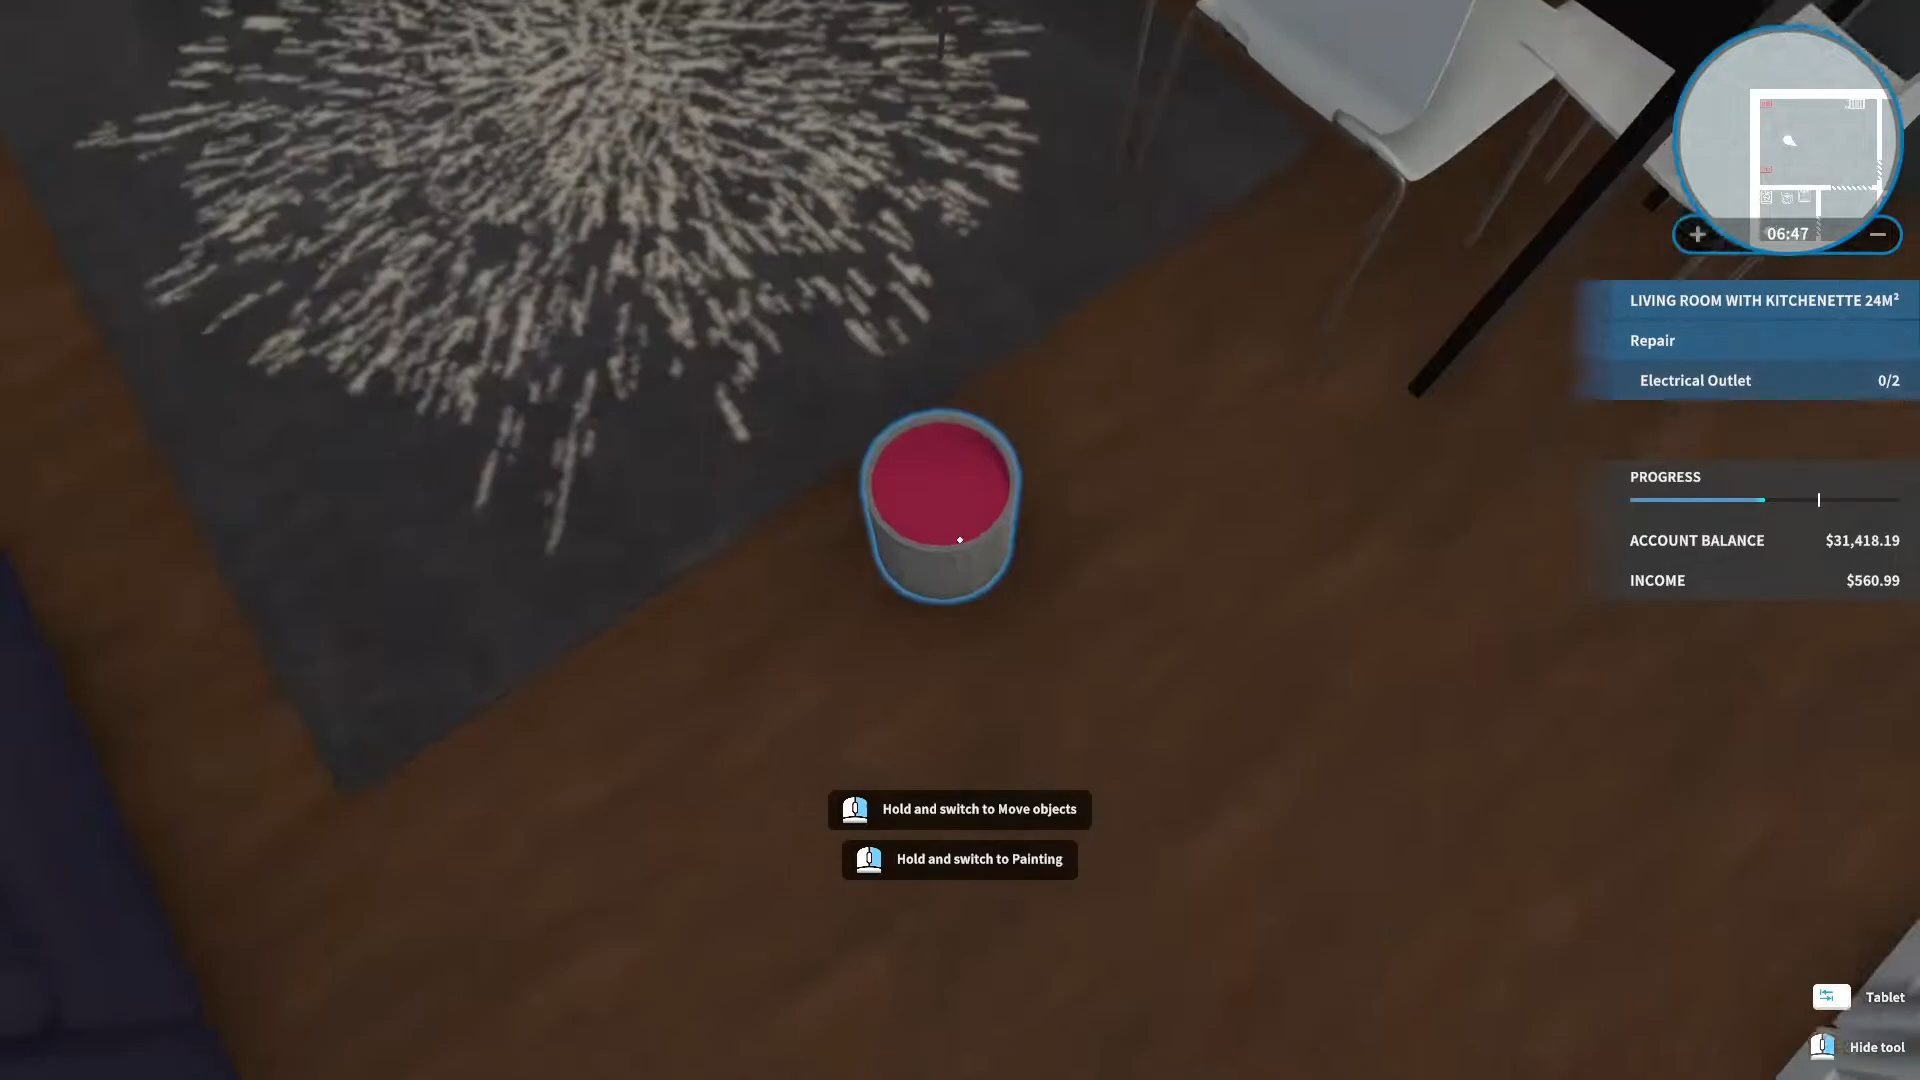 06:47
LIVING ROOM WITH KITCHENETTE 24M²
Repair
Electrical Outlet 0/2
PROGRESS
ACCOUNT BALANCE $31,418.19
INCOME $560.99
Hold and switch to Move objects
Hold and switch to Painting
Tablet
Hide tool